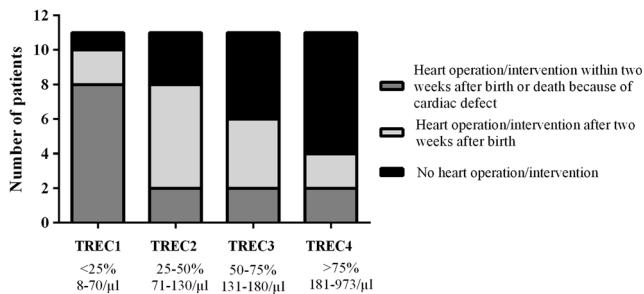 12
10
8
6
4
2
0
Number of patients
TREC1 TREC2 TREC3 TREC4
<25% 25-50% 50-75% >75%
8-70/µl 71-130/µl 131-180/µl 181-973/µl
Heart operation/intervention within two
weeks after birth or death because of
cardiac defect
Heart operation/intervention after two
weeks after birth
No heart operation/intervention